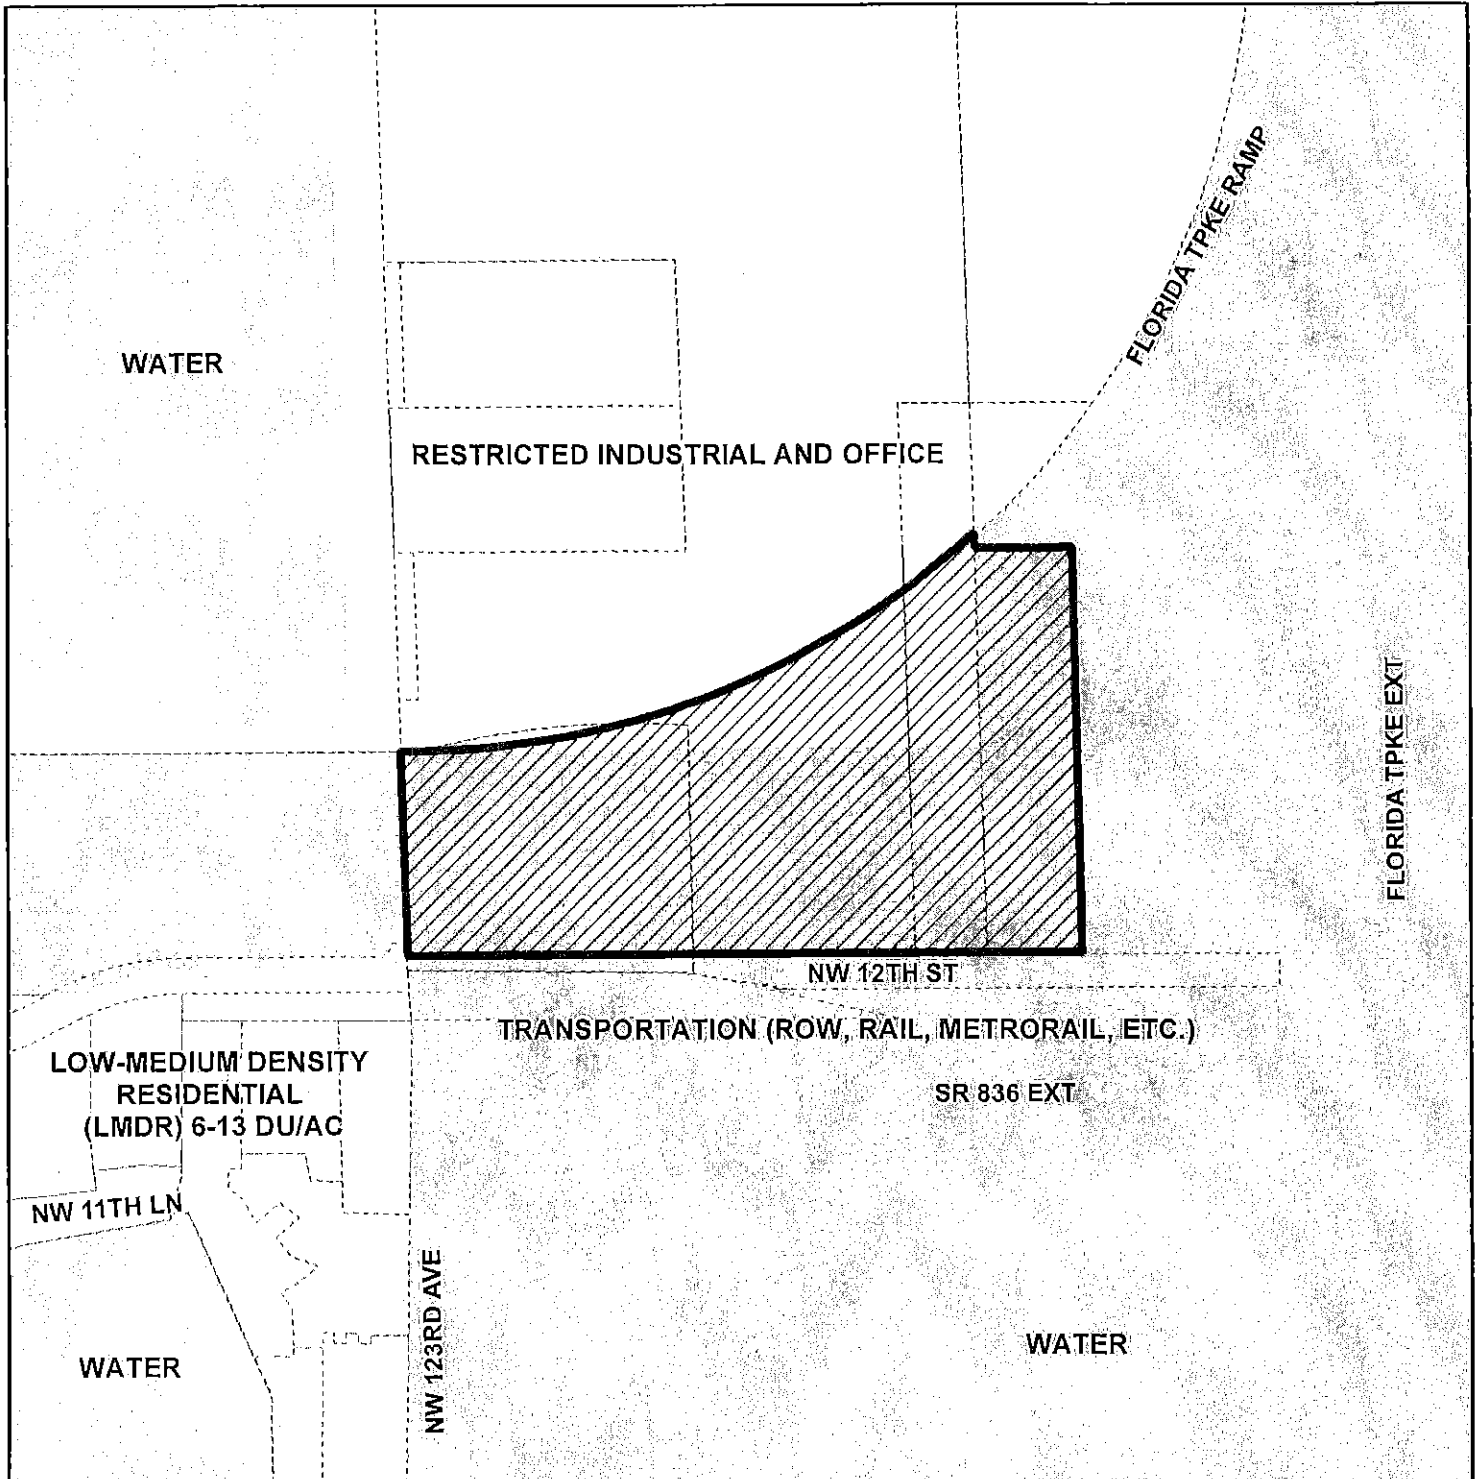 FLORIDA TPKE RAMP
WATER
RESTRICTED INDUSTRIAL AND OFFICE
FLORIDA TPKE EXT
NW 12TH ST
TRANSPORTATION (ROW, RAIL, METRORAIL, ETC.)
LOW-MEDIUM DENSITY
RESIDENTIAL
(LMDR) 6-13 DU/AC
SR 836 EXT
NW 11TH LN
NW 123RD AVE
WATER
WATER